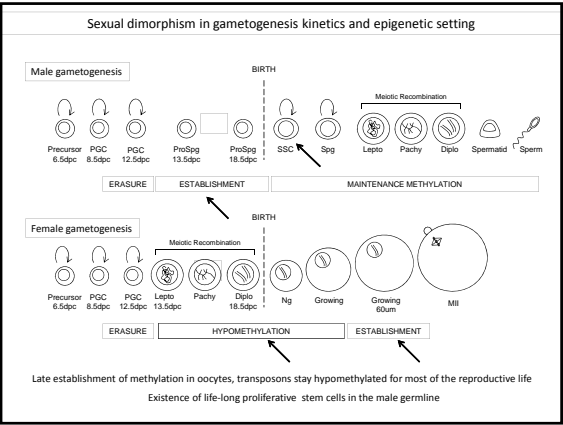 Sexual dimorphism in gametogenesis kinetics and epigenetic setting
Male gametogenesis
BIRTH
Meiotic Recombination
Precursor PGC PGC ProSpg ProSpg SSC Spg Lepto Pachy Diplo Spermatid Sperm
6.5dpc 8.5dpc 12.5dpc 13.5dpc 18.5dpc
ERASURE ESTABLISHMENT MAINTENANCE METHYLATION
BIRTH
Female gametogenesis
Meiotic Recombination
Precursor PGC PGC Lepto Pachy Diplo Ng Growing Growing MII
6.5dpc 8.5dpc 12.5dpc 13.5dpc 18.5dpc 60um
ERASURE HYPOMETHYLATION ESTABLISHMENT
Late establishment of methylation in oocytes, transposons stay hypomethylated for most of the reproductive life
Existence of life-long proliferative stem cells in the male germline